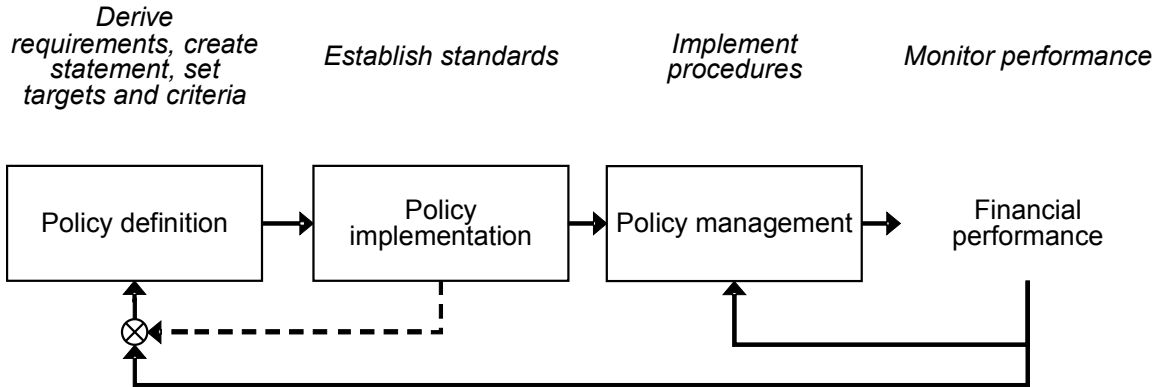 Derive
requirements, create
statement, set
targets and criteria
Establish standards
Implement
procedures
Monitor performance
Policy definition
Policy
implementation
Policy management
Financial
performance